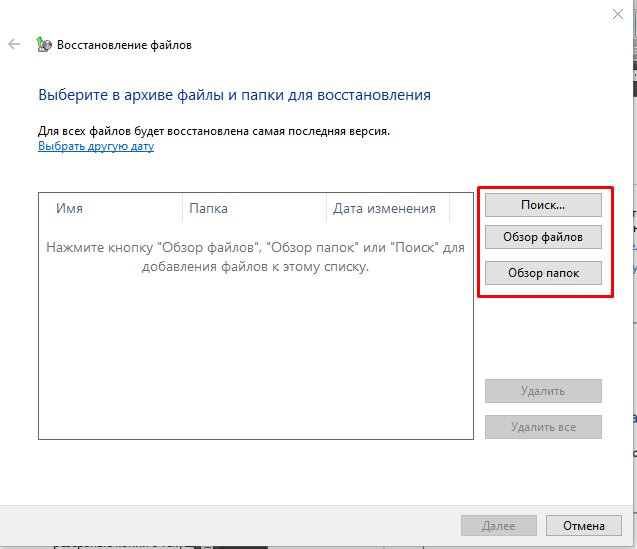 Восстановление файлов
Выберите в архиве файлы и папки для восстановления
Для всех файлов будет восстановлена самая последняя версия.
Выбрать другую дату
Имя Папка Дата изменения
Нажмите кнопку "Обзор файлов", "Обзор папок" или "Поиск" для
добавления файлов к этому списку.
Поиск...
Обзор файлов
Обзор папок
Удалить
Удалить все
Далее Отмена